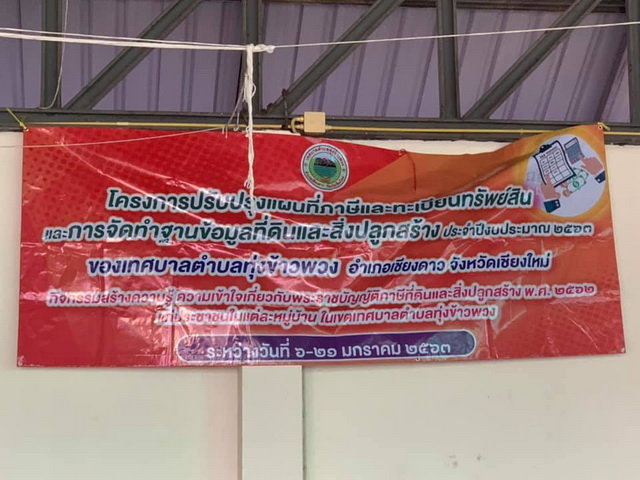 โครงการปรับปรุงแผนที่ภาษีและทะเบียนทรัพย์สิน
และการจัดทำฐานข้อมูลที่ดินและสิ่งปลูกสร้าง ประจำปีงบประมาณ ๒๕๖๓
ของเทศบาลตำบลทุ่งข้าวพวง อำเภอเชียงดาว จังหวัดเชียงใหม่
กิจกรรมสร้างความรู้ ความเข้าใจเกี่ยวกับพระราชบัญญัติภาษีที่ดินและสิ่งปลูกสร้าง พ.ศ. ๒๕๖๒
แก่ประชาชนในแต่ละหมู่บ้าน ในเขตเทศบาลตำบลทุ่งข้าวพวง
ระหว่างวันที่ ๖-๒๑ มกราคม ๒๕๖๓